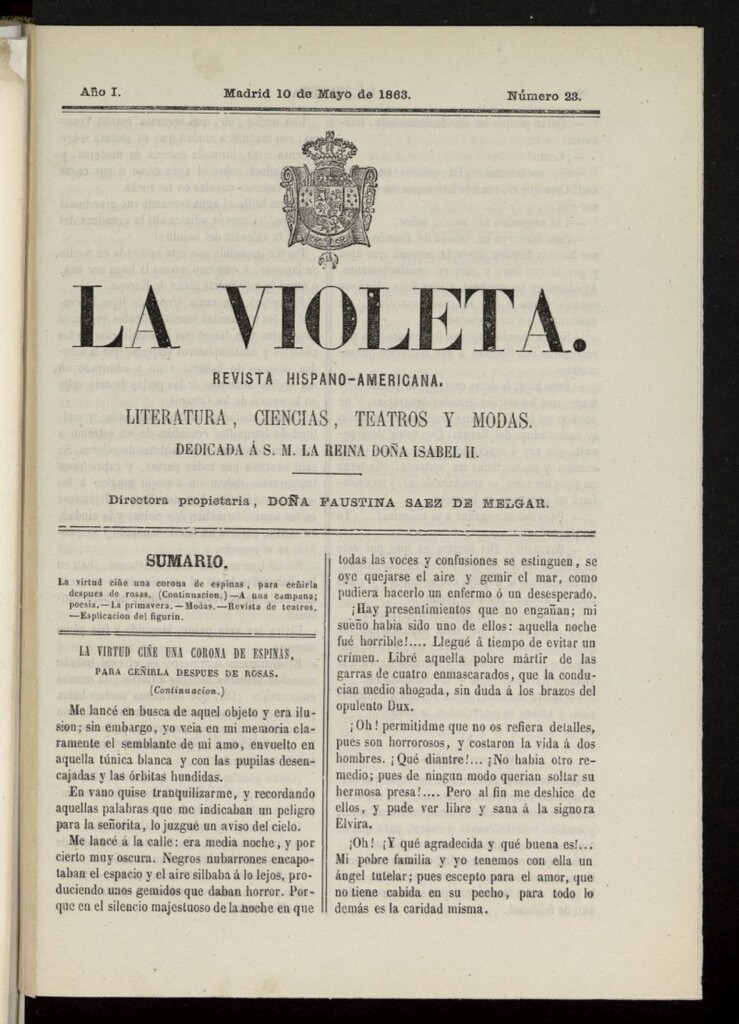 Año I. Madrid 10 de Mayo de 1863. Número 23.
LA VIOLETA.
REVISTA HISPANO-AMERICANA.
LITERATURA, CIENCIAS, TEATROS Y MODAS.
DEDICADA Á S. M. LA REINA DOÑA ISABEL II.
Directora propietaria, DOÑA FAUSTINA SAEZ DE MELGAR.
SUMARIO.
La virtud ciñe una corona de espinas, para ceñirla
despues de rosas. (Continuacion.)—A una campana;
poesia.—La primavera.—Modas.—Revista de teatros.
—Esplicacion del figurin.
LA VIRTUD CIÑE UNA CORONA DE ESPINAS,
PARA CEÑIRLA DESPUES DE ROSAS.
(Continuacion.)
Me lancé en busca de aquel objeto y era ilu-
sion; sin embargo, yo veia en mi memoria cla-
ramente el semblante de mi amo, envuelto en
aquella túnica blanca y con las pupilas desen-
cajadas y las órbitas hundidas.
En vano quise tranquilizarme, y recordando
aquellas palabras que me indicaban un peligro
para la señorita, lo juzgué un aviso del cielo.
Me lancé á la calle: era media noche, y por
cierto muy oscura. Negros nubarrones encapo-
taban el espacio y el aire silbaba á lo lejos, pro-
duciendo unos gemidos que daban horror. Por-
que en el silencio majestuoso de la noche en que
todas las voces y confusiones se estinguen, se
oye quejarse el aire y gemir el mar, como
pudiera hacerlo un enfermo ó un desesperado.
¡Hay presentimientos que no engañan; mi
sueño habia sido uno de ellos: aquella noche
fué horrible!.... Llegué á tiempo de evitar un
crímen. Libré aquella pobre mártir de las
garras de cuatro enmascarados, que la condu-
cian medio ahogada, sin duda á los brazos del
opulento Dux.
¡Oh! permitidme que no os refiera detalles,
pues son horrorosos, y costaron la vida á dos
hombres. ¡Qué diantre!... ¡No habia otro re-
medio; pues de ningun modo querian soltar su
hermosa presa!.... Pero al fin me deshice de
ellos, y pude ver libre y sana á la signora
Elvira.
¡Oh! ¡Y qué agradecida y qué buena es!...
Mi pobre familia y yo tenemos con ella un
ángel tutelar; pues escepto para el amor, que
no tiene cabida en su pecho, para todo lo
demás es la caridad misma.